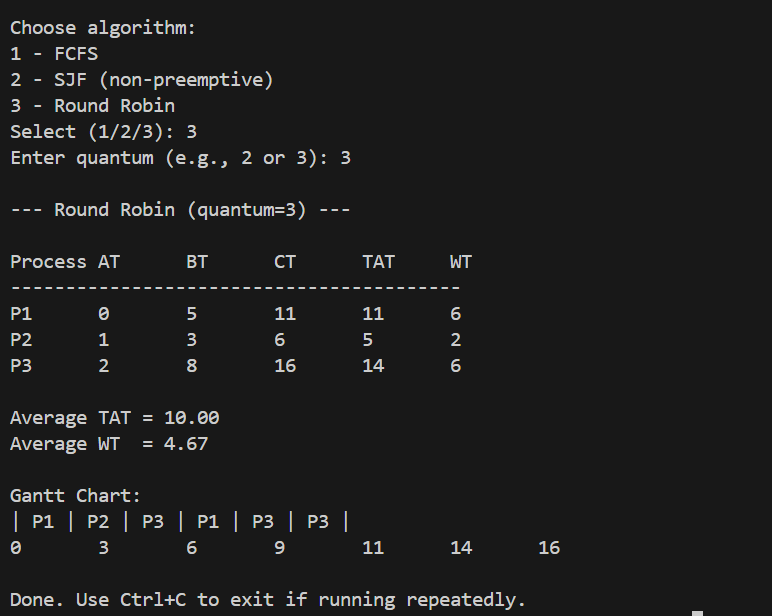 Choose algorithm:
1 - FCFS
2 - SJF (non-preemptive)
3 - Round Robin
Select (1/2/3): 3
Enter quantum (e.g., 2 or 3): 3
--- Round Robin (quantum=3) ---
Process AT      BT      CT      TAT     WT
-----------------------------------------
P1      0       5       11      11      6
P2      1       3       6       5       2
P3      2       8       16      14      6
Average TAT = 10.00
Average WT  = 4.67
Gantt Chart:
| P1 | P2 | P3 | P1 | P3 | P3 |
0       3       6       9       11      14      16
Done. Use Ctrl+C to exit if running repeatedly.